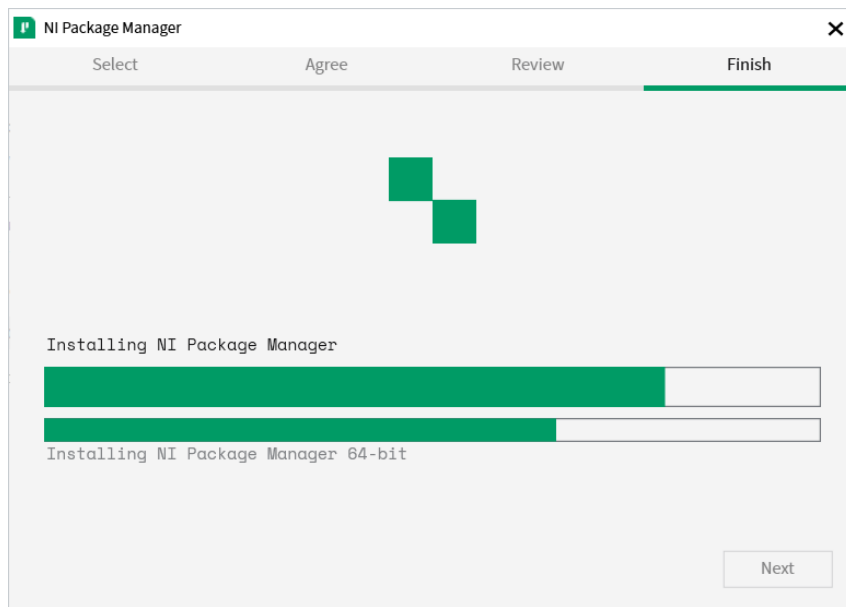 NI Package Manager
Select Agree Review Finish
Installing NI Package Manager
Installing NI Package Manager 64-bit
Next